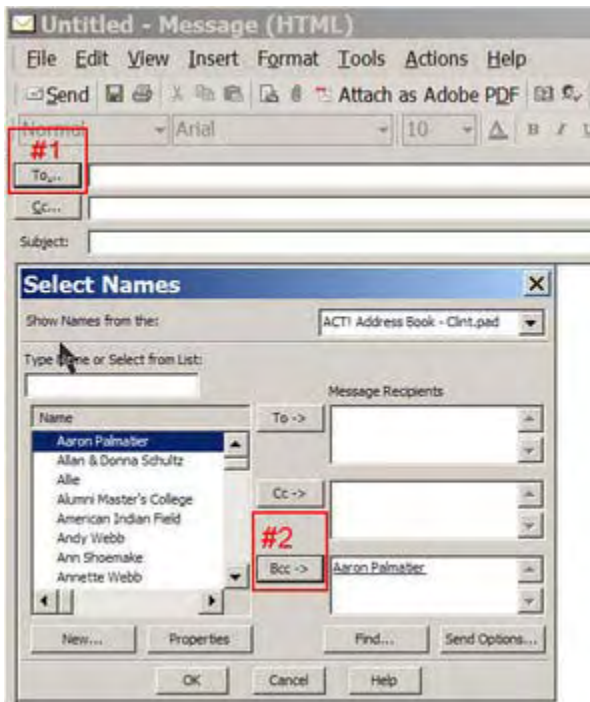 Untitled - Message (HTML)
File Edit View Insert Format Tools Actions Help
Send Attach as Adobe PDF
Normal Arial 10 A B I U
#1
To...
Cc...
Subject:
Select Names
Show Names from the: ACT! Address Book - Clint.pad
Type Name or Select from List:
Message Recipients
Name To ->
Aaron Palmatier
Allan & Donna Schultz
Allie
Alumni Master's College Cc ->
American Indian Field
Andy Webb #2
Ann Shoemake
Annette Webb Bcc -> Aaron Palmatier
New... Properties Find... Send Options...
OK Cancel Help